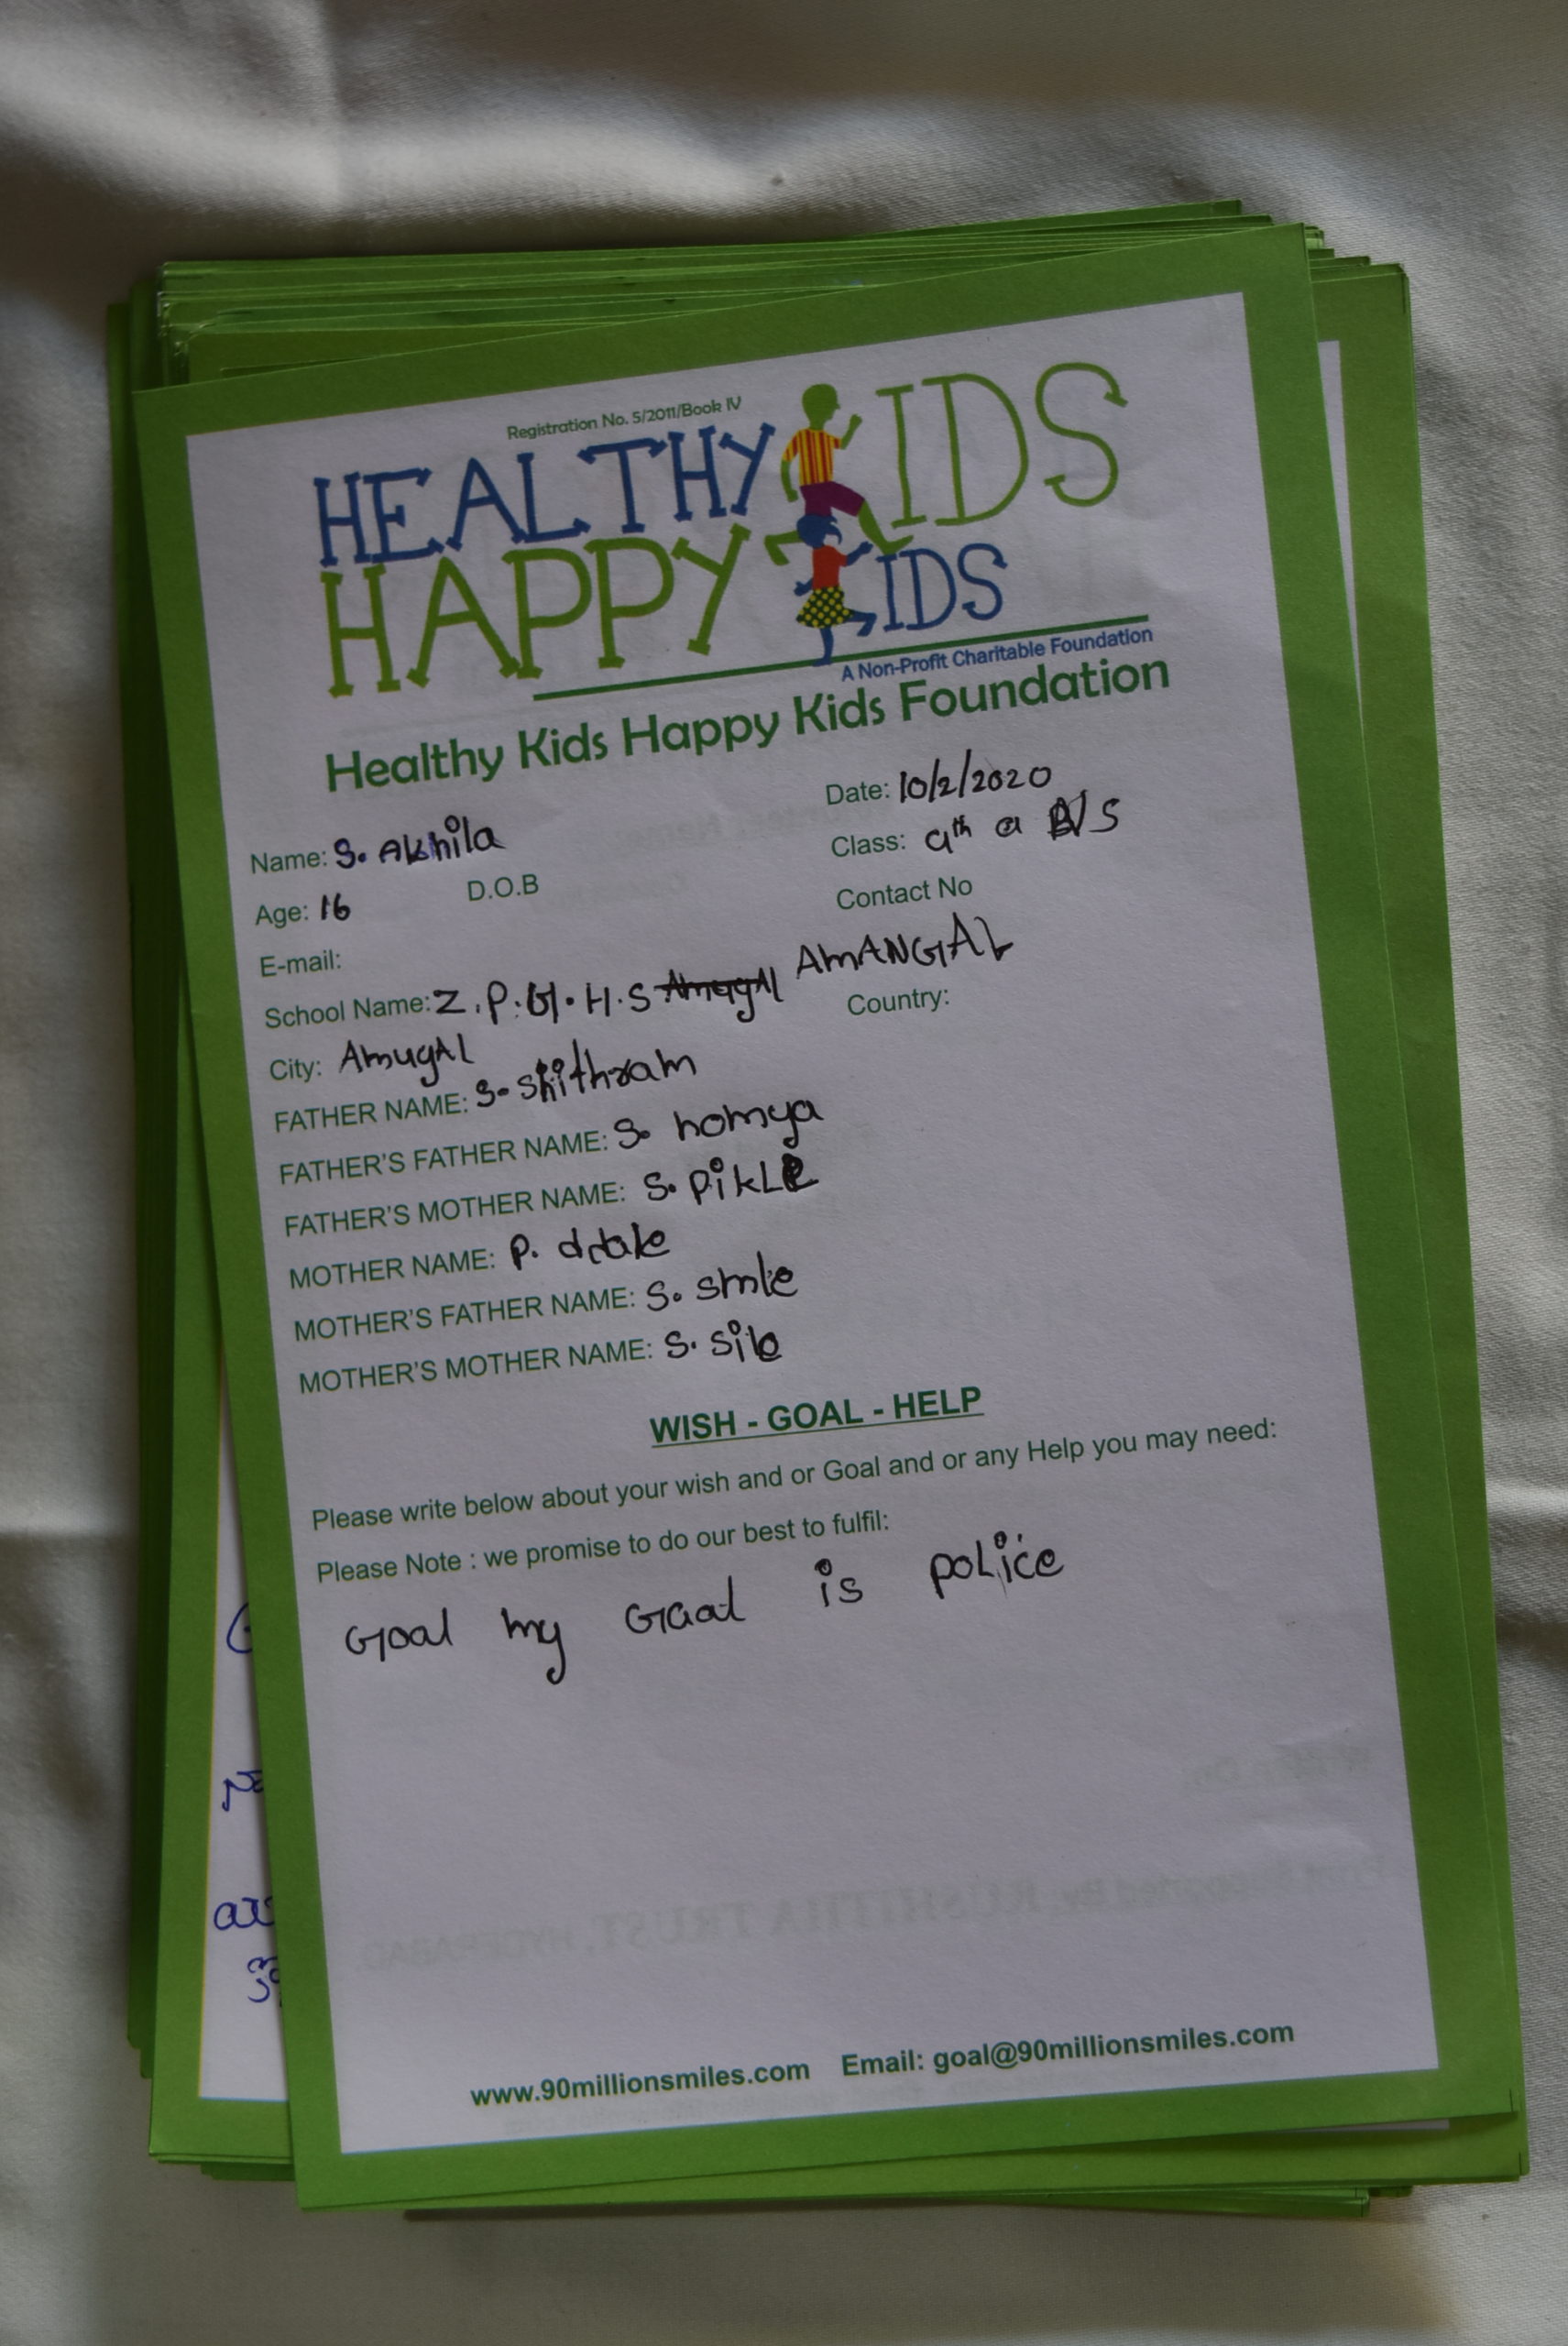 Registration No. 5/2011/Book IV
HEALTHY KIDS
HAPPY KIDS
A Non-Profit Charitable Foundation
Healthy Kids Happy Kids Foundation
Date: 10/2/2020
Name: S. Akhila
Class: 9th a B/S
Age: 16 D.O.B
Contact No
E-mail:
School Name: Z.P.G.H.S AMANGAL
City: AmugAl Country:
FATHER NAME: S. Shithram
FATHER'S FATHER NAME: S. homya
FATHER'S MOTHER NAME: S. PikLe
MOTHER NAME: P.
MOTHER'S FATHER NAME: S. smle
MOTHER'S MOTHER NAME: S. sile
WISH - GOAL - HELP
Please write below about your wish and or Goal and or any Help you may need:
Please Note : we promise to do our best to fulfil:
Goal my Gaal is police
www.90millionsmiles.com Email: goal@90millionsmiles.com